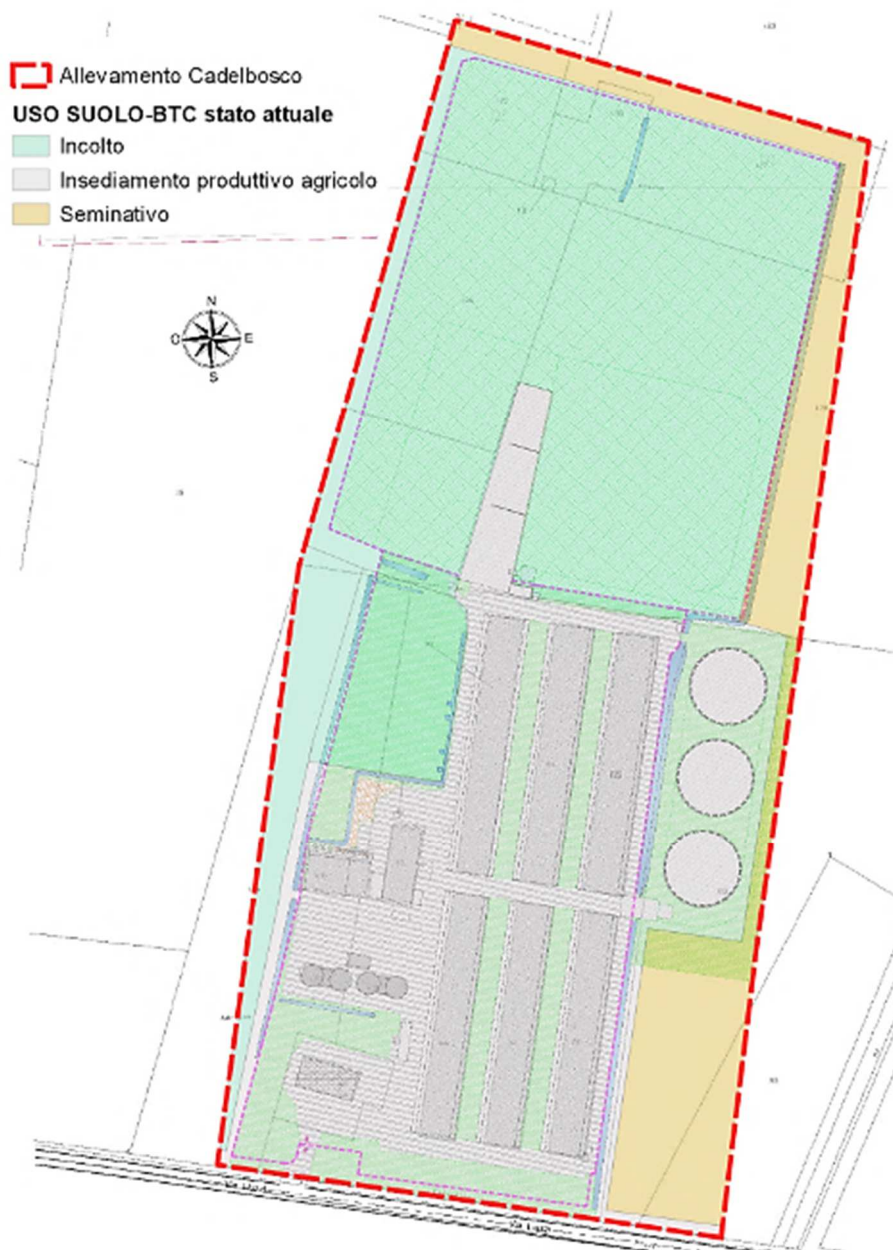 Allevamento Cadelbosco
USO SUOLO-BTC stato attuale
Incolto
Insediamento produttivo agricolo
Seminativo
N
O
E
S